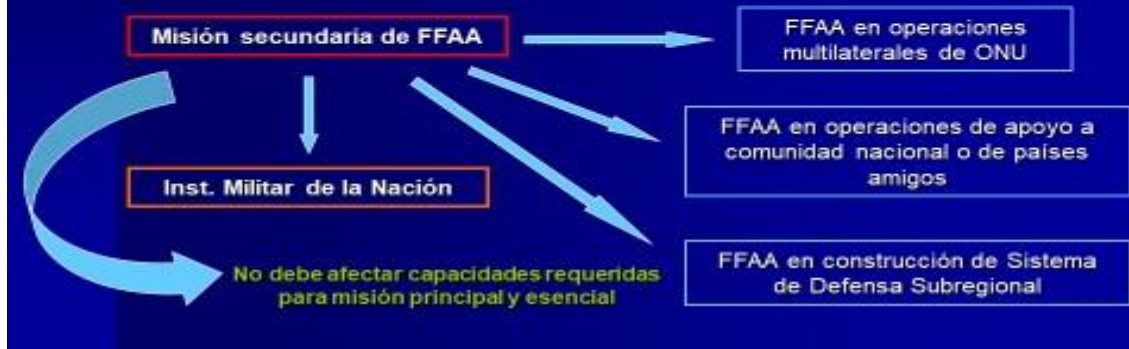 Misión secundaria de FFAA
FFAA en operaciones
multilaterales de ONU
FFAA en operaciones de apoyo a
comunidad nacional o de países
amigos
Inst. Militar de la Nación
FFAA en construcción de Sistema
de Defensa Subregional
No debe afectar capacidades requeridas
para misión principal y esencial